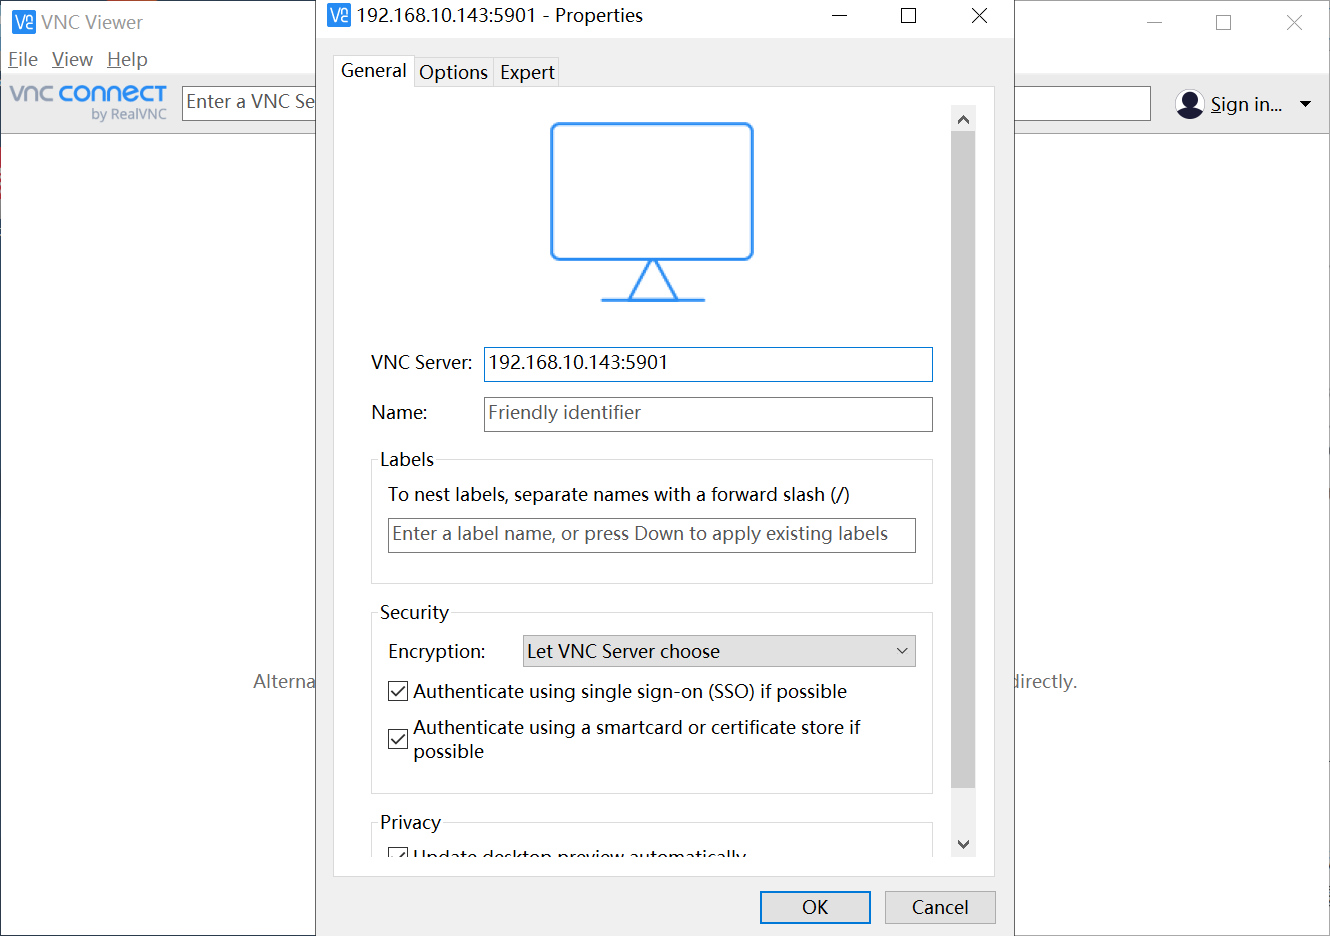 VNC Viewer
192.168.10.143:5901 - Properties
File View Help
vnc connect
by RealVNC
Enter a VNC Se
Sign in...
General Options Expert
VNC Server: 192.168.10.143:5901
Name: Friendly identifier
Labels
To nest labels, separate names with a forward slash (/)
Enter a label name, or press Down to apply existing labels
Security
Encryption: Let VNC Server choose
Authenticate using single sign-on (SSO) if possible
Authenticate using a smartcard or certificate store if
possible
Alterna
directly.
Privacy
Update desktop preview automatically
OK Cancel